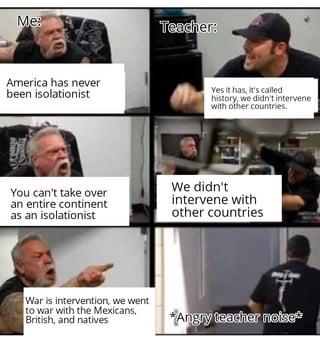 Me:
Teacher:
America has never
been isolationist
Yes it has, it's called
history, we didn't intervene
with other countries.
You can't take over
an entire continent
as an isolationist
We didn't
intervene with
other countries
War is intervention, we went
to war with the Mexicans,
British, and natives
*Angry teacher noise*